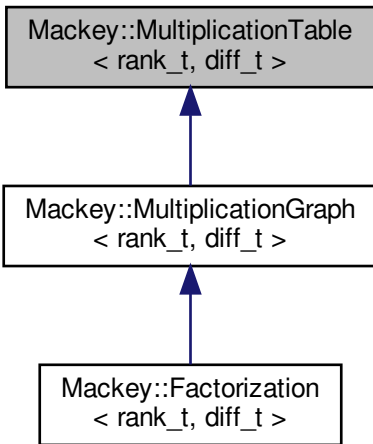 Mackey::MultiplicationTable
< rank_t, diff_t >
Mackey::MultiplicationGraph
< rank_t, diff_t >
Mackey::Factorization
< rank_t, diff_t >